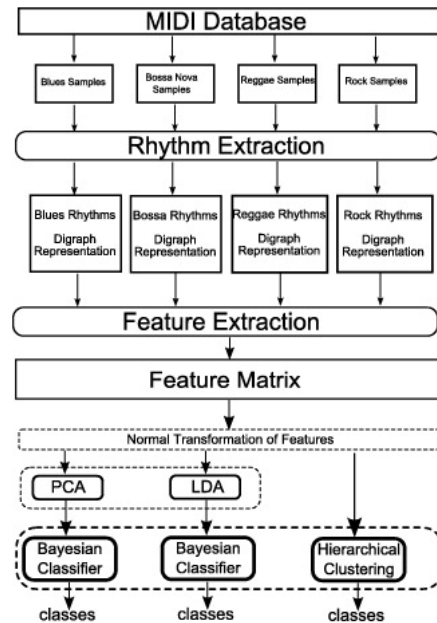 MIDI Database
Blues Samples
Bossa Nova
Samples
Reggae Samples
Rock Samples
Rhythm Extraction
Blues Rhythms
Digraph
Representation
Bossa Rhythms
Digraph
Representation
Reggae Rhythms
Digraph
Representation
Rock Rhythms
Digraph
Representation
Feature Extraction
Feature Matrix
Normal Transformation of Features
PCA
LDA
Bayesian
Classifier
Bayesian
Classifier
Hierarchical
Clustering
classes
classes
classes